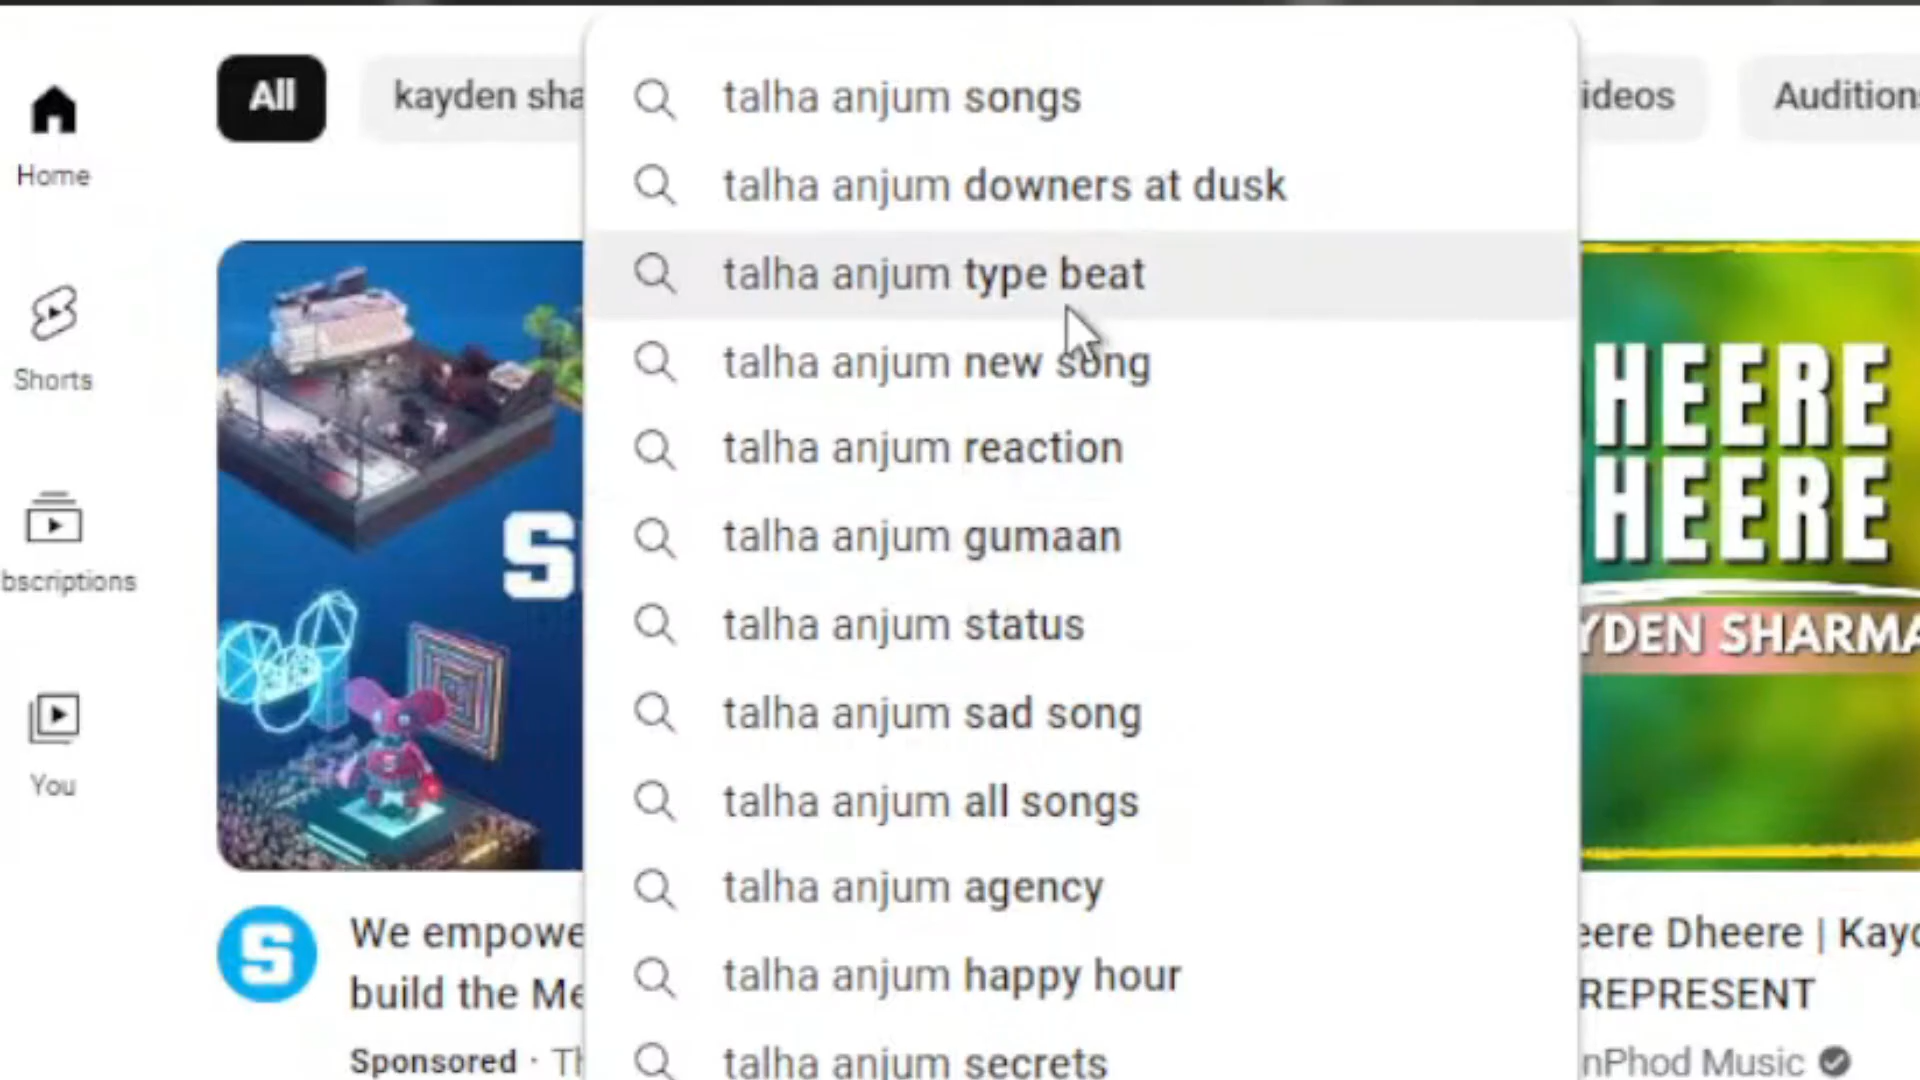 All
kayden sha
ideos
Auditions
Home
Shorts
bscriptions
You
talha anjum songs
talha anjum downers at dusk
talha anjum type beat
talha anjum new song
talha anjum reaction
talha anjum gumaan
talha anjum status
talha anjum sad song
talha anjum all songs
talha anjum agency
talha anjum happy hour
talha anjum secrets
S
S
We empowe
build the Me
Sponsored · Th
HEERE
HEERE
YDEN SHARMA
eere Dheere | Kayd
REPRESENT
nPhod Music